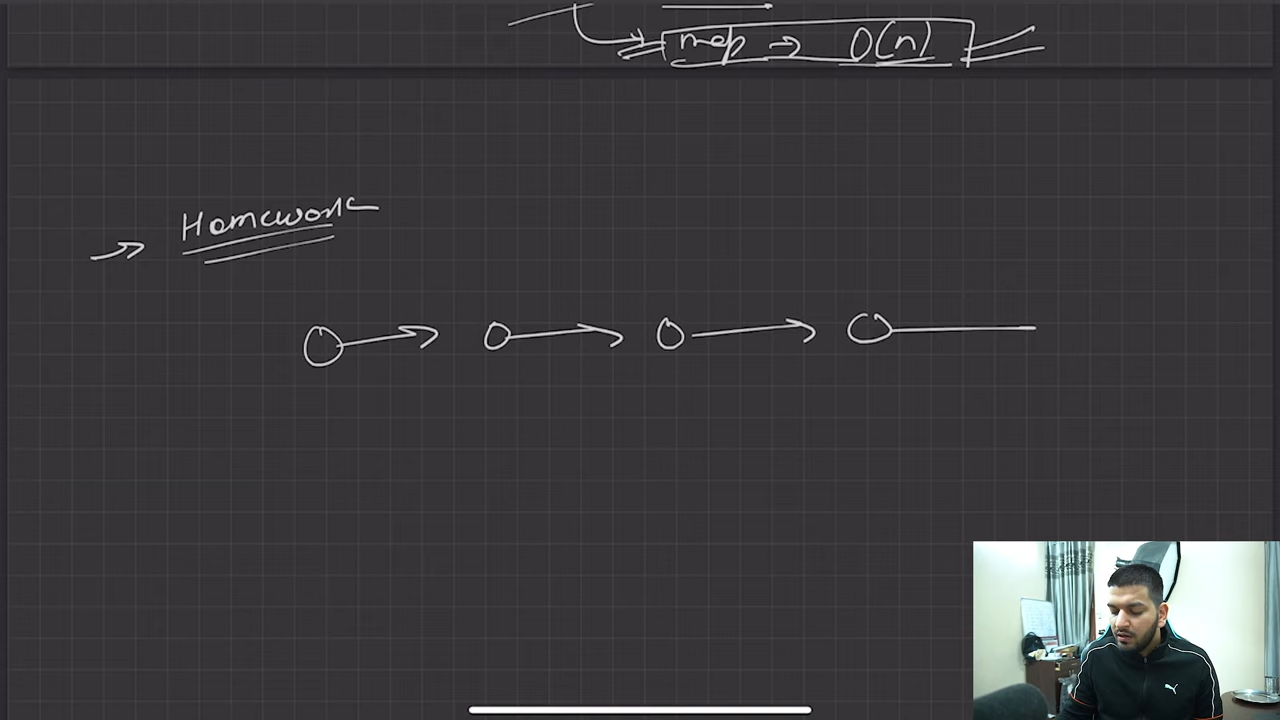 map → O(n)
→ Homework